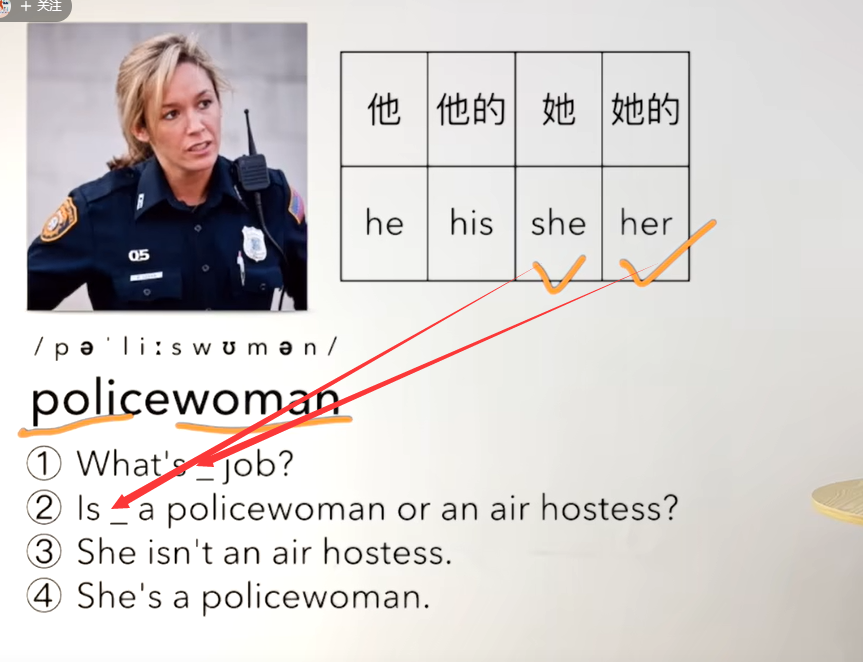 + 关注
05
他 他的 她 她的
he his she her
/pəˈliːswʊmən/
policewoman
① What's _ job?
② Is _ a policewoman or an air hostess?
③ She isn't an air hostess.
④ She's a policewoman.